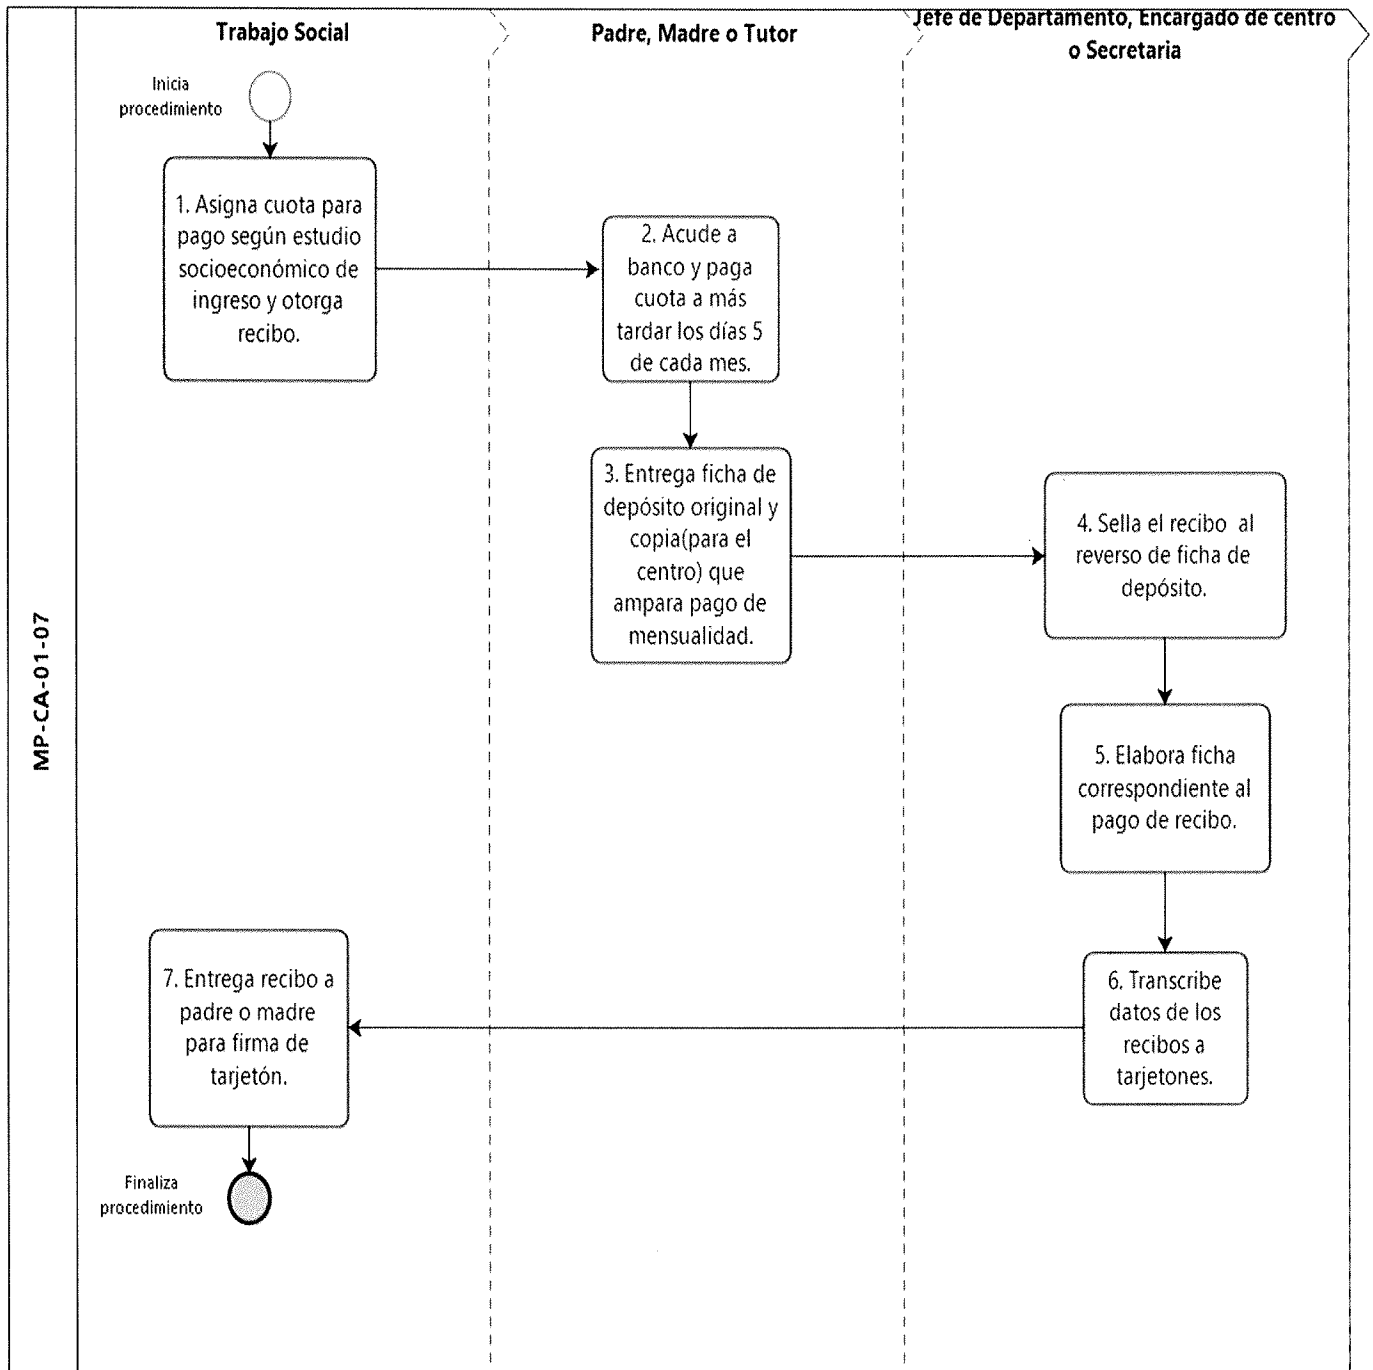 Trabajo Social
Padre, Madre o Tutor
Jefe de Departamento, Encargado de centro
o Secretaria
MP-CA-01-07
Inicia
procedimiento
1. Asigna cuota para
pago según estudio
socioeconómico de
ingreso y otorga
recibo.
2. Acude a
banco y paga
cuota a más
tardar los días 5
de cada mes.
3. Entrega ficha de
depósito original y
copia(para el
centro) que
ampara pago de
mensualidad.
4. Sella el recibo al
reverso de ficha de
depósito.
5. Elabora ficha
correspondiente al
pago de recibo.
6. Transcribe
datos de los
recibos a
tarjetones.
7. Entrega recibo a
padre o madre
para firma de
tarjetón.
Finaliza
procedimiento